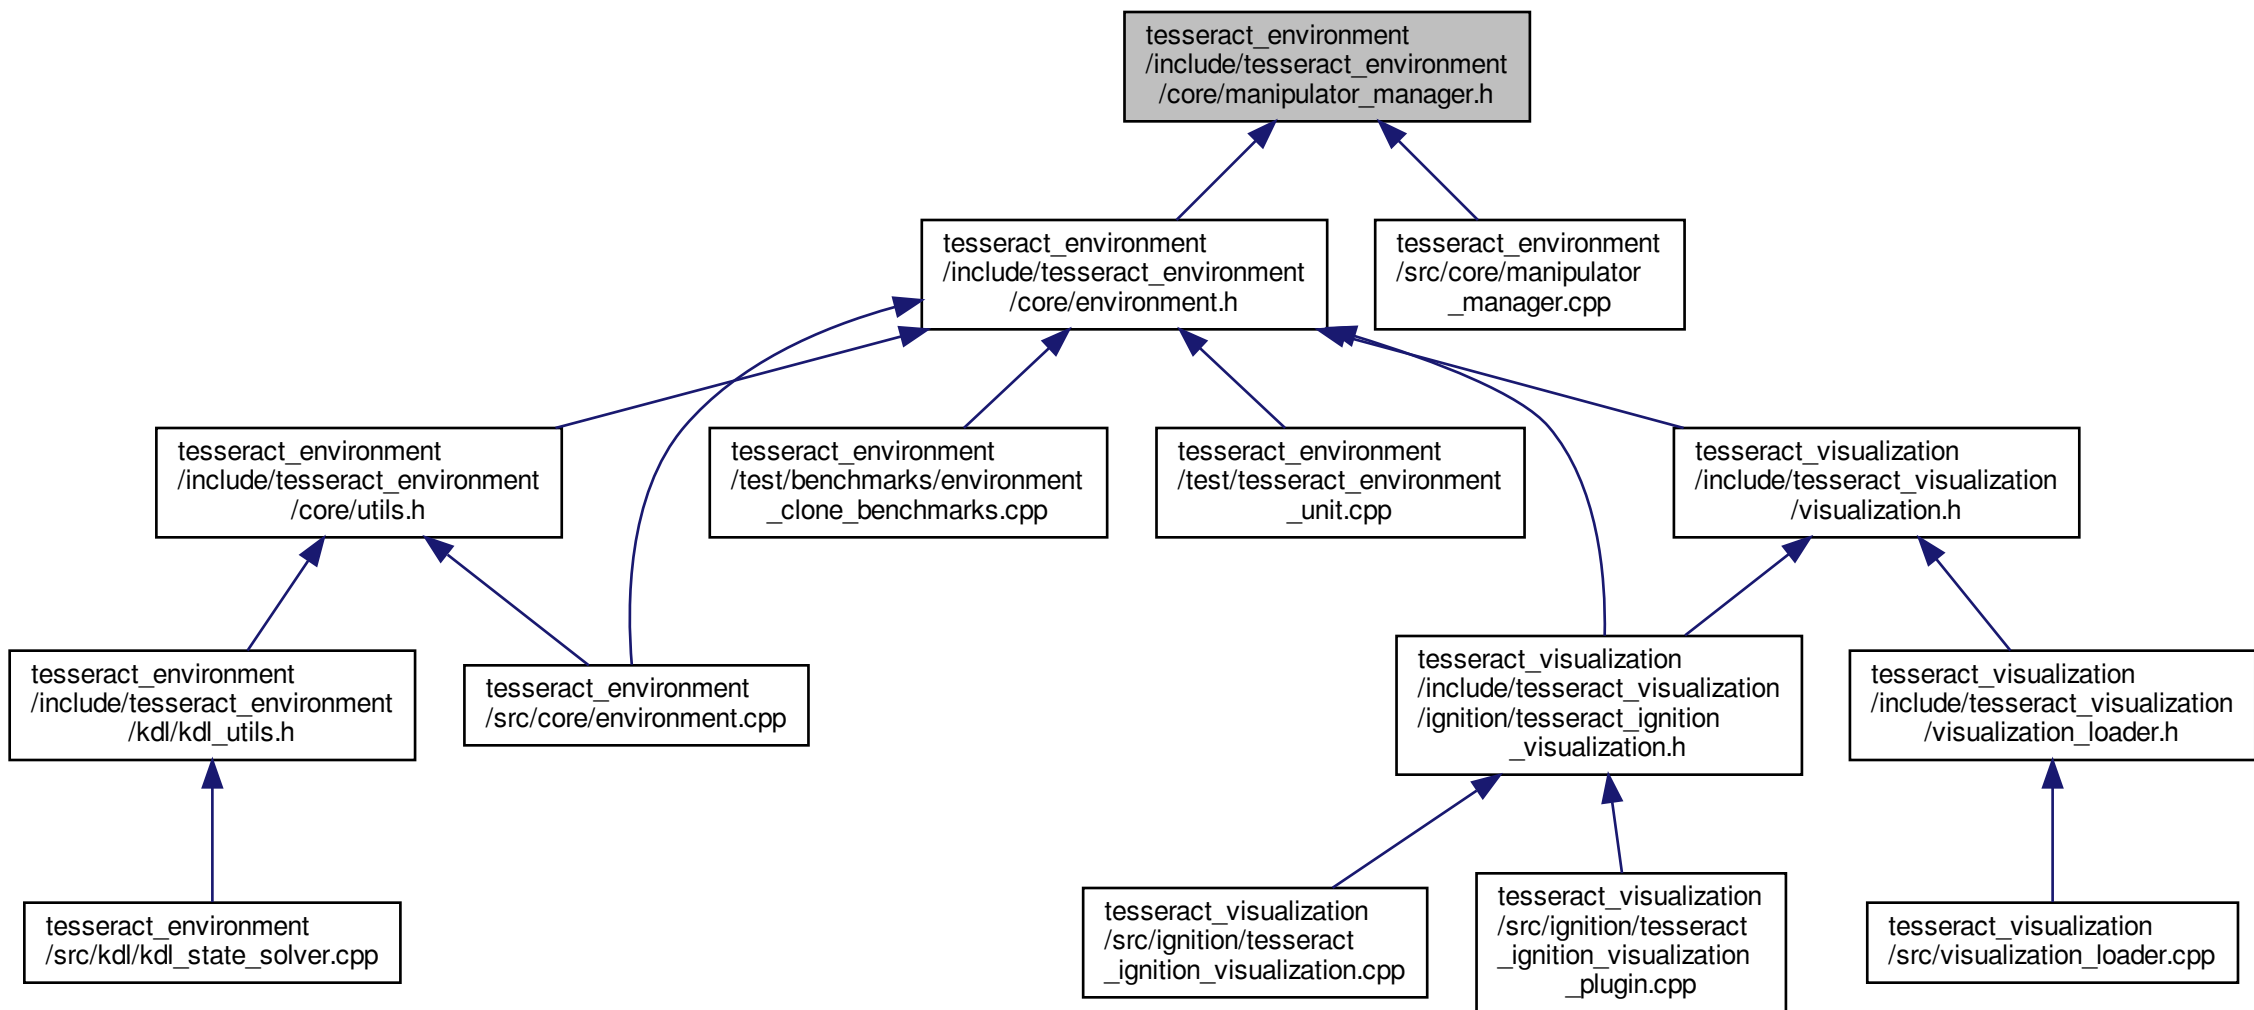 tesseract_environment
/include/tesseract_environment
/core/manipulator_manager.h
tesseract_environment
/include/tesseract_environment
/core/environment.h
tesseract_environment
/src/core/manipulator
_manager.cpp
tesseract_environment
/include/tesseract_environment
/core/utils.h
tesseract_environment
/test/benchmarks/environment
_clone_benchmarks.cpp
tesseract_environment
/test/tesseract_environment
_unit.cpp
tesseract_visualization
/include/tesseract_visualization
/visualization.h
tesseract_environment
/include/tesseract_environment
/kdl/kdl_utils.h
tesseract_environment
/src/core/environment.cpp
tesseract_visualization
/include/tesseract_visualization
/ignition/tesseract_ignition
_visualization.h
tesseract_visualization
/include/tesseract_visualization
/visualization_loader.h
tesseract_environment
/src/kdl/kdl_state_solver.cpp
tesseract_visualization
/src/ignition/tesseract
_ignition_visualization.cpp
tesseract_visualization
/src/ignition/tesseract
_ignition_visualization
_plugin.cpp
tesseract_visualization
/src/visualization_loader.cpp